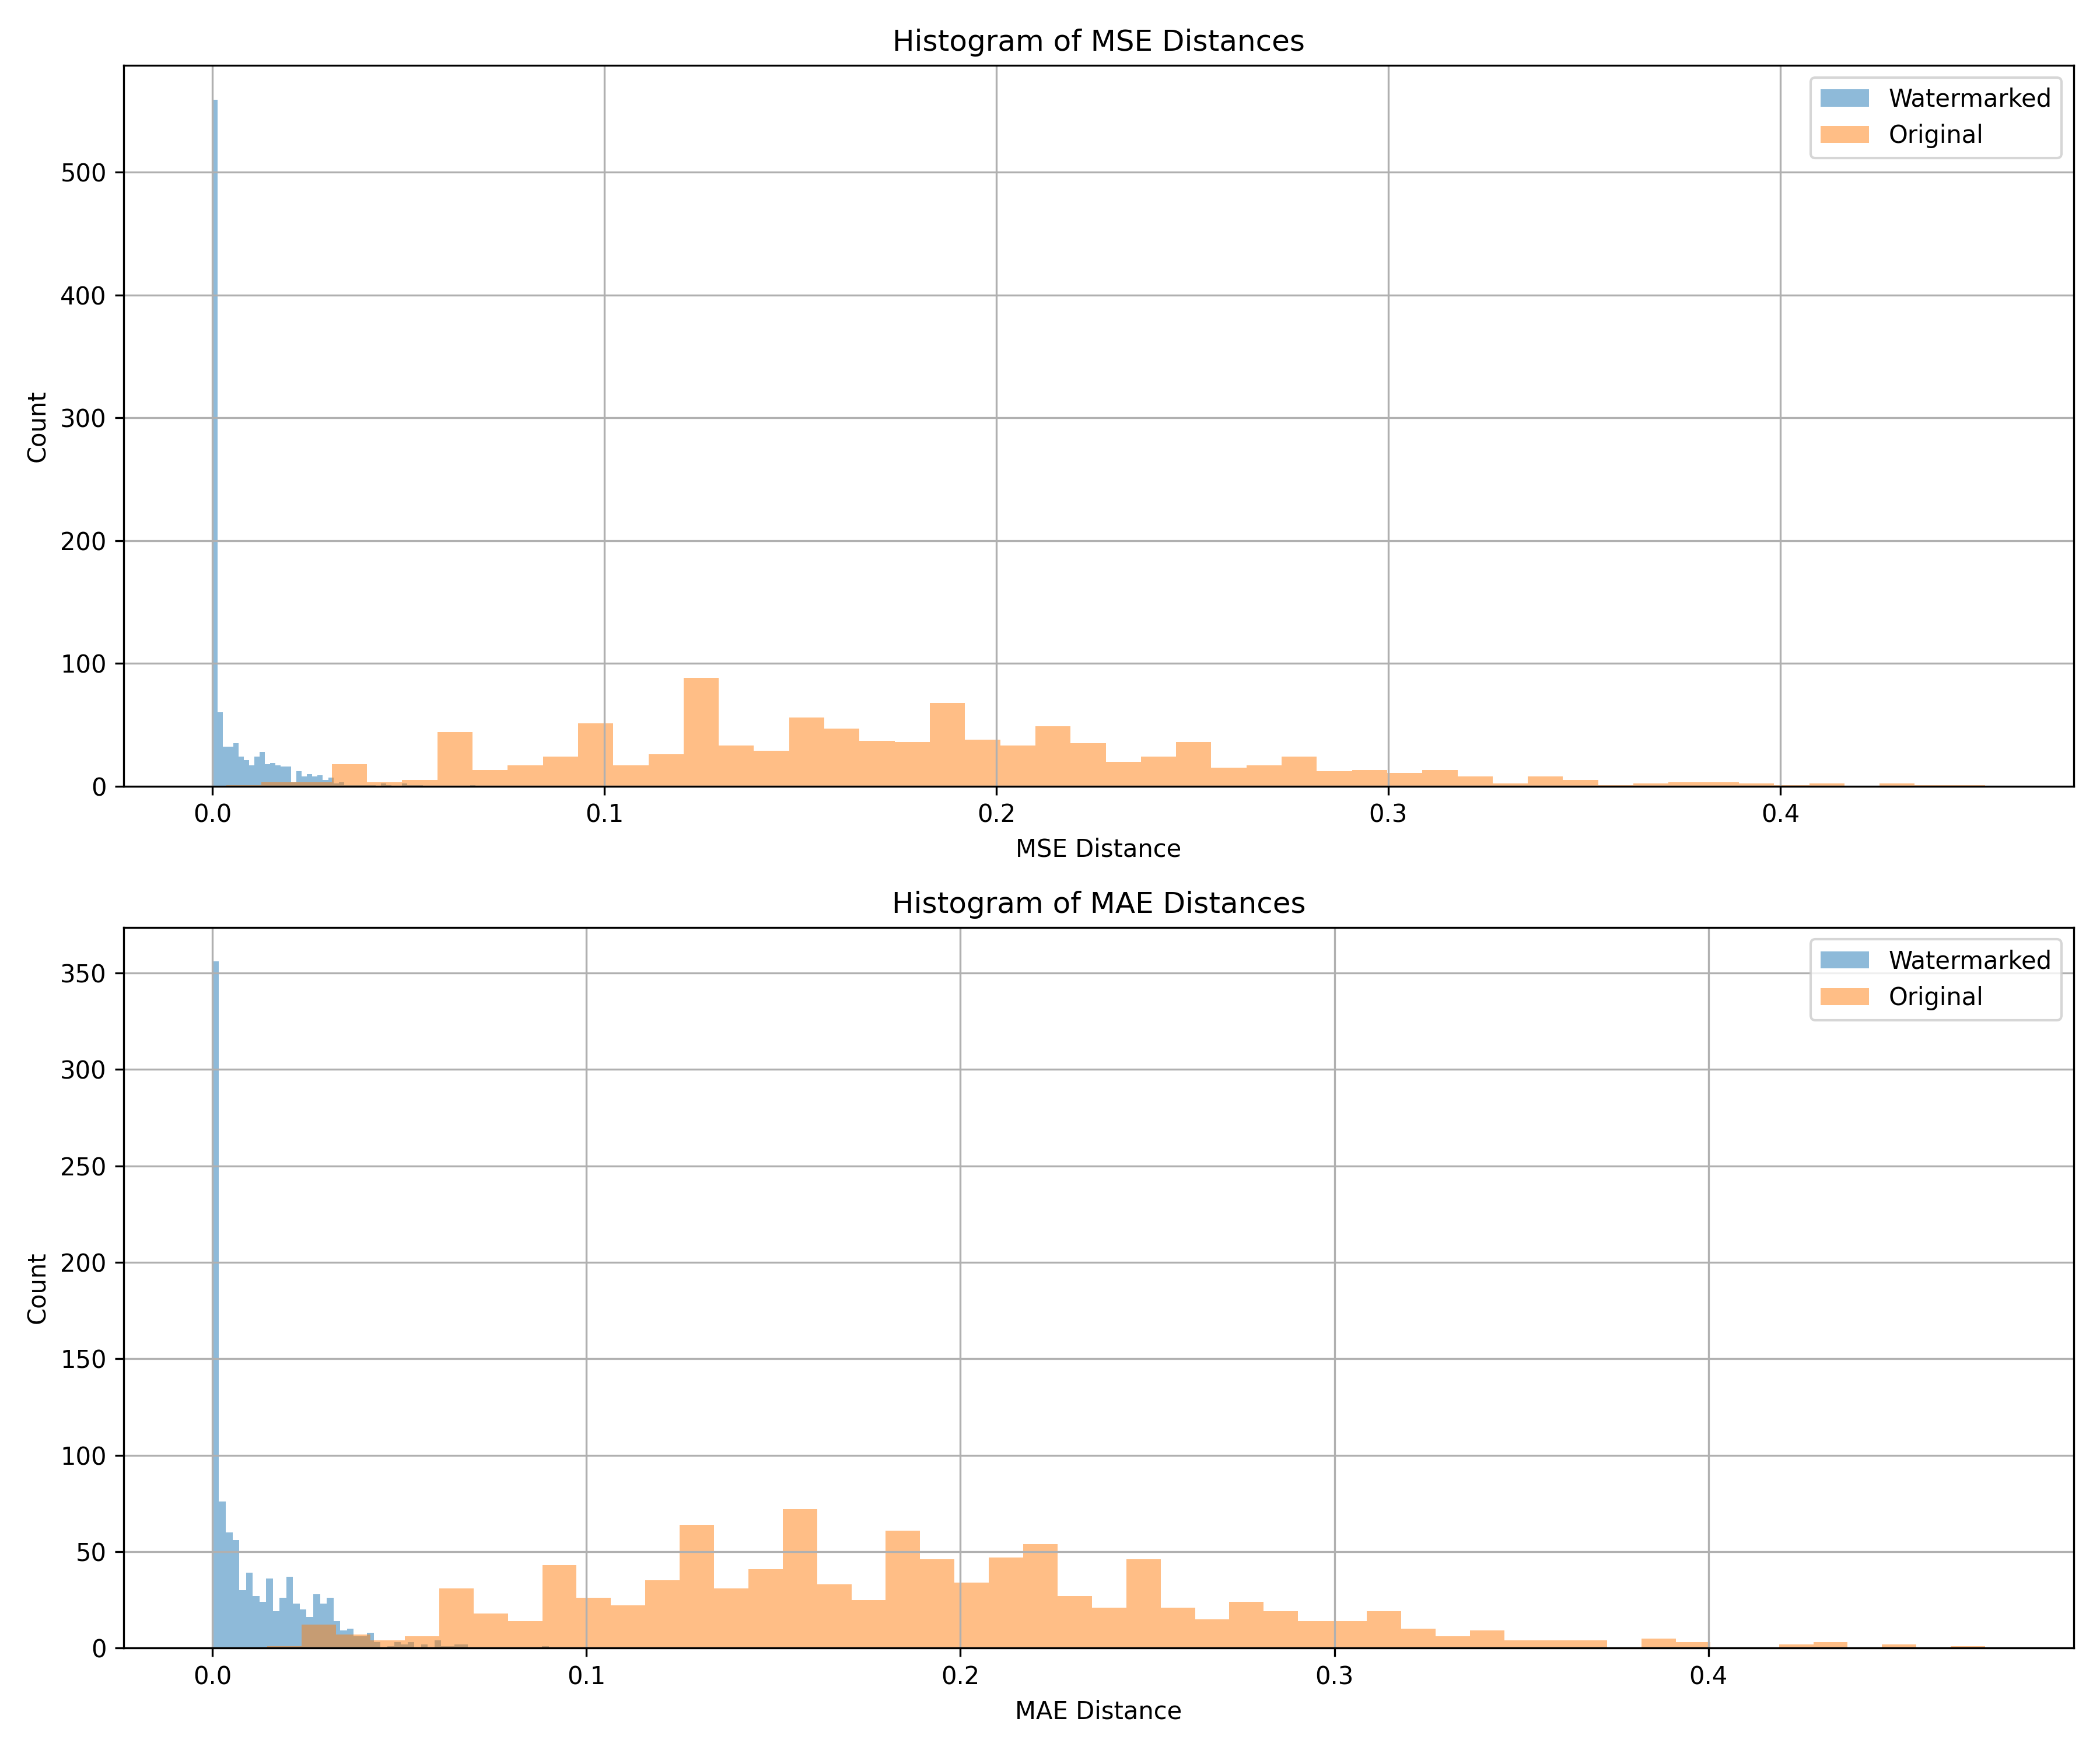 Histogram of MSE Distances
Watermarked
Original
500
400
300
200
100
0
Count
0.0 0.1 0.2 0.3 0.4
MSE Distance
Histogram of MAE Distances
Watermarked
Original
350
300
250
200
150
100
50
0
Count
0.0 0.1 0.2 0.3 0.4
MAE Distance